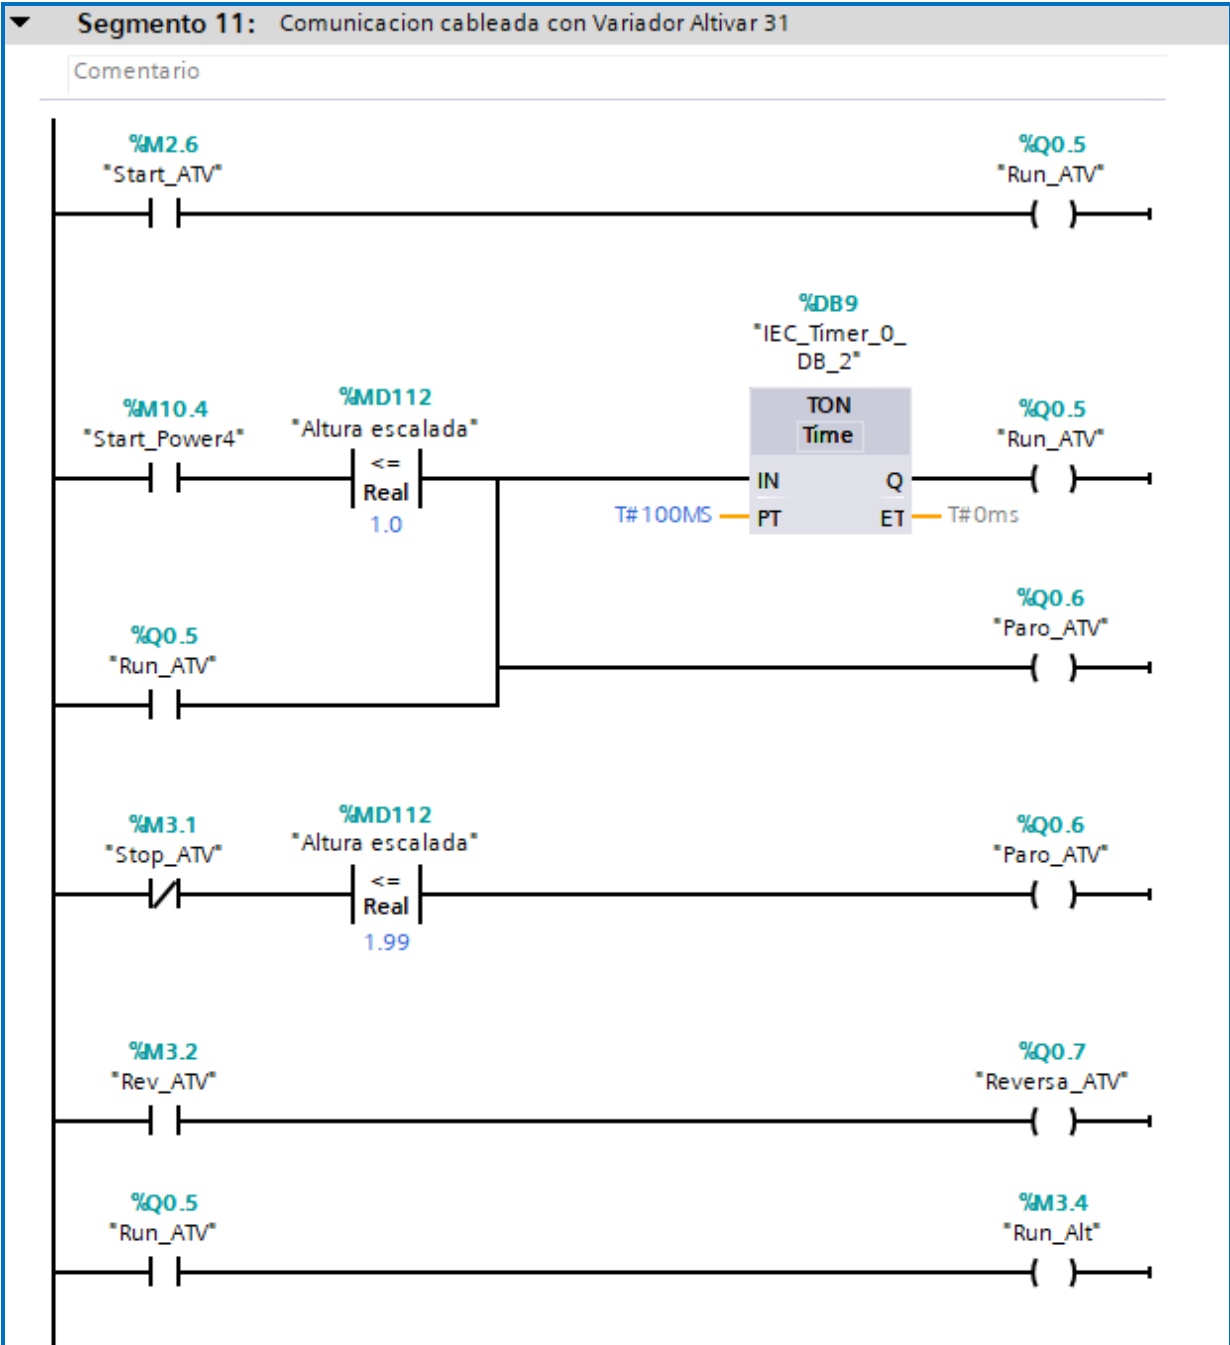 Segmento 11: Comunicacion cableada con Variador Altivar 31
Comentario
%M2.6
"Start_ATV"
%Q0.5
"Run_ATV"
%DB9
"IEC_Timer_0_
DB_2"
%M10.4
"Start_Power4"
%MD112
"Altura escalada"
<=
Real
1.0
TON
Time
IN
Q
T#100MS
PT
ET
T#0ms
%Q0.5
"Run_ATV"
%Q0.6
"Paro_ATV"
%Q0.5
"Run_ATV"
%M3.1
"Stop_ATV"
%MD112
"Altura escalada"
<=
Real
1.99
%Q0.6
"Paro_ATV"
%M3.2
"Rev_ATV"
%Q0.7
"Reversa_ATV"
%Q0.5
"Run_ATV"
%M3.4
"Run_Alt"